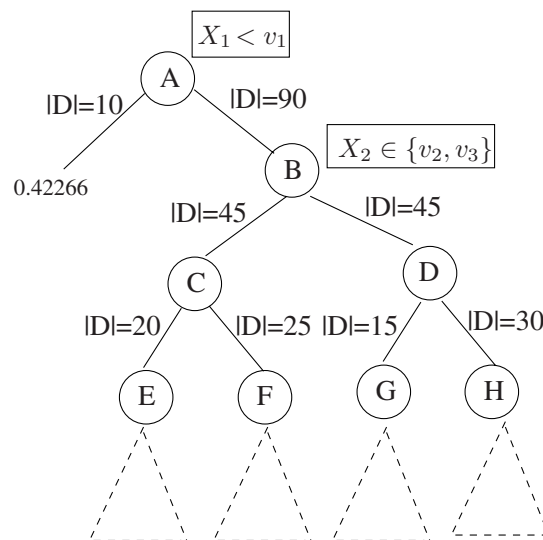 X₁ < v₁
A
|D|=10
|D|=90
X₂ ∈ {v₂, v₃}
B
0.42266
|D|=45
|D|=45
C
D
|D|=20
|D|=25
|D|=15
|D|=30
E
F
G
H